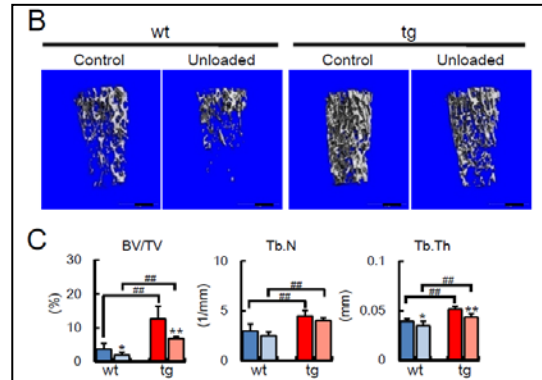 B
wt tg
Control Unloaded Control Unloaded
C
BV/TV Tb.N Tb.Th
30 10 0.1
## ## ##
20
## ## ##
(%) (1/mm) (mm)
5 0.05
10
* ** * **
0 0 0
wt tg wt tg wt tg